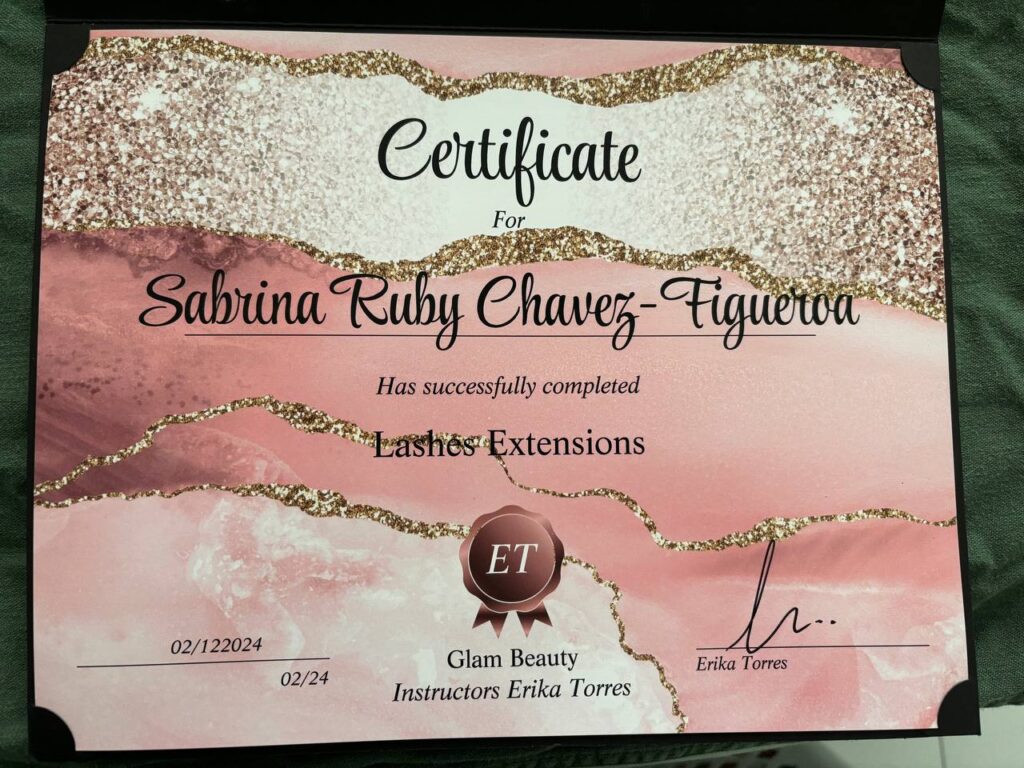 Certificate
For
Sabrina Ruby Chavez-Figueroa
Has successfully completed
Lashes Extensions
ET
02/122024
02/24
Glam Beauty
Instructors Erika Torres
Erika Torres